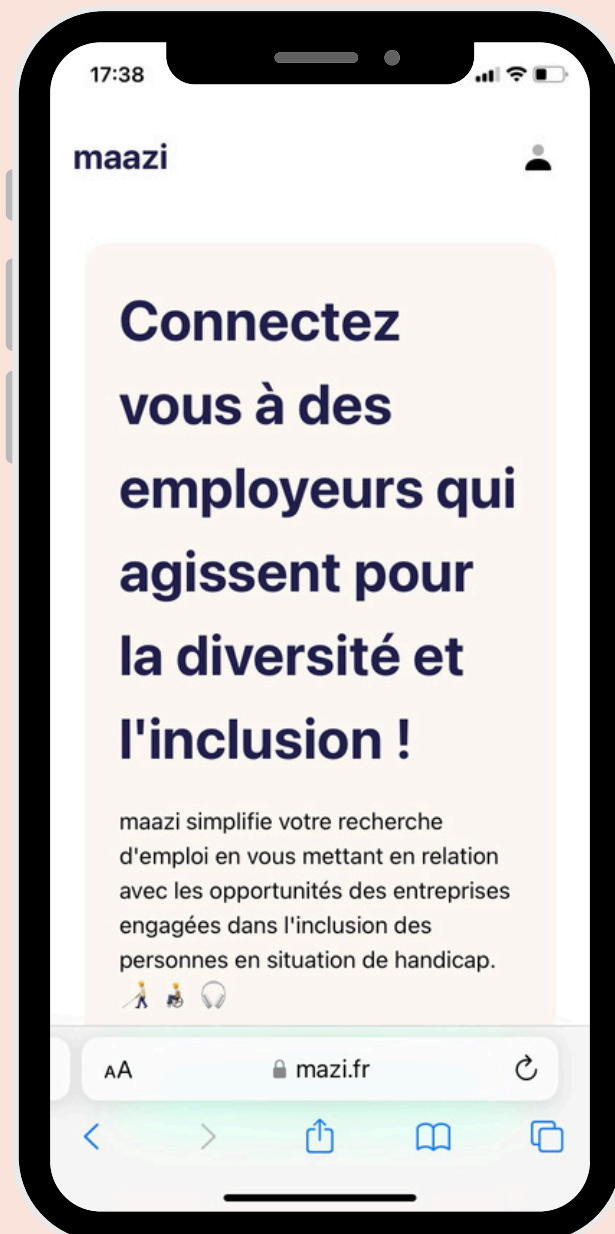 17:38
maazi
Connectez
vous à des
employeurs qui
agissent pour
la diversité et
l'inclusion !
maazi simplifie votre recherche
d'emploi en vous mettant en relation
avec les opportunités des entreprises
engagées dans l'inclusion des
personnes en situation de handicap.
👨‍🦯 👨‍🦽 🎧
AA mazi.fr